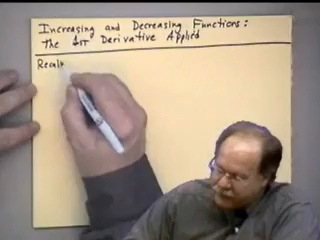 Increasing and Decreasing Functions:
The 1st Derivative Applied
Recall